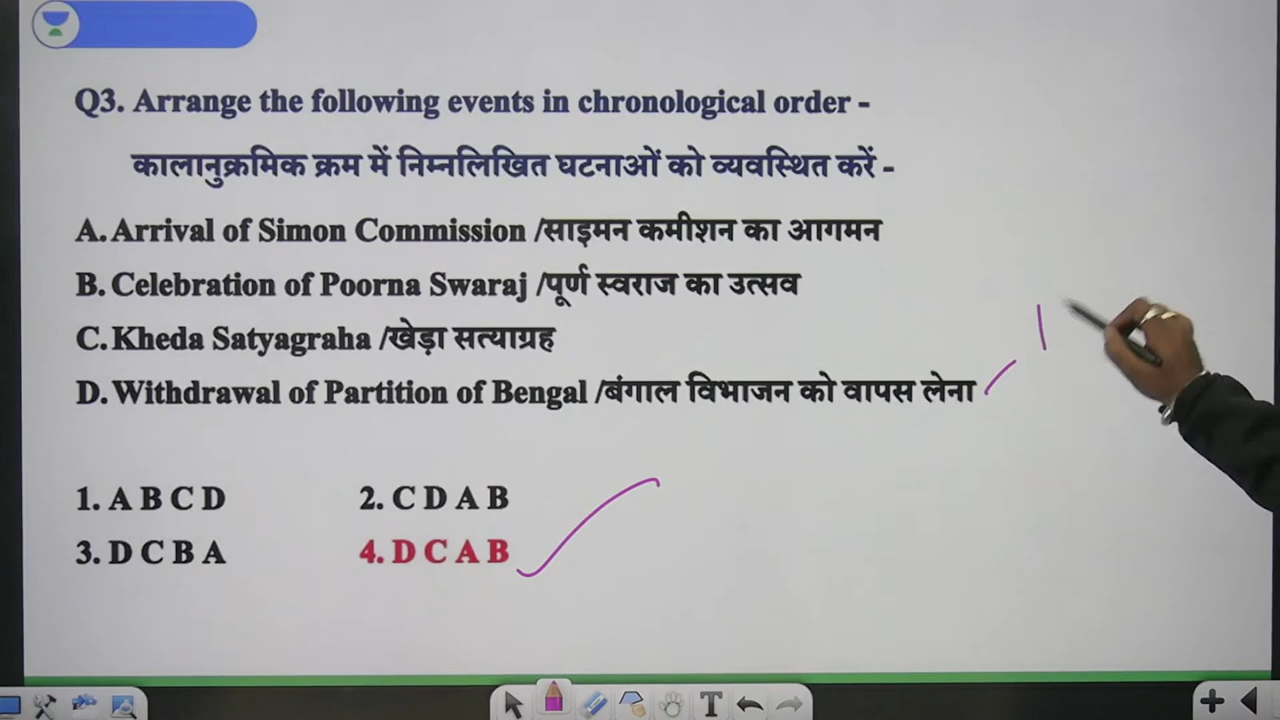 Q3. Arrange the following events in chronological order -
कालानुक्रमिक क्रम में निम्नलिखित घटनाओं को व्यवस्थित करें -
A. Arrival of Simon Commission /साइमन कमीशन का आगमन
B. Celebration of Poorna Swaraj /पूर्ण स्वराज का उत्सव
C. Kheda Satyagraha /खेड़ा सत्याग्रह
D. Withdrawal of Partition of Bengal /बंगाल विभाजन को वापस लेना
1. A B C D 2. C D A B
3. D C B A 4. D C A B